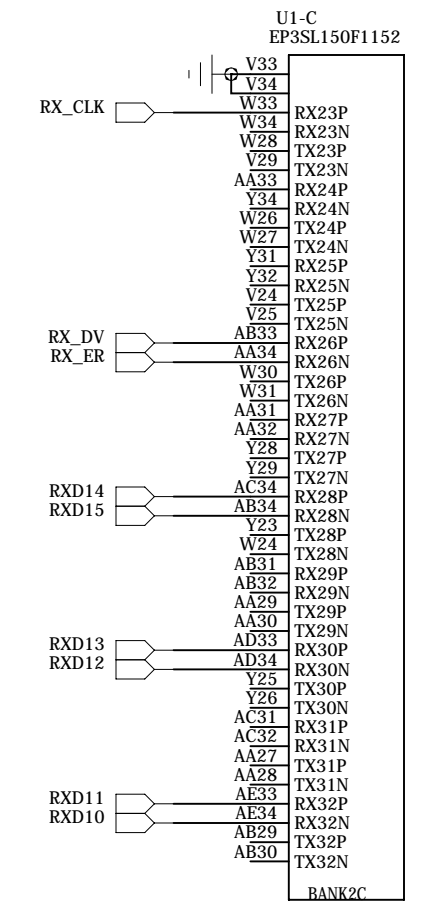 U1-C
EP3SL150F1152
V33
V34
RX_CLK W33 RX23P
W34 RX23N
W28 TX23P
V29 TX23N
AA33 RX24P
Y34 RX24N
W26 TX24P
W27 TX24N
Y31 RX25P
Y32 RX25N
V24 TX25P
V25 TX25N
RX_DV AB33 RX26P
RX_ER AA34 RX26N
W30 TX26P
W31 TX26N
AA31 RX27P
AA32 RX27N
Y28 TX27P
Y29 TX27N
RXD14 AC34 RX28P
RXD15 AB34 RX28N
Y23 TX28P
W24 TX28N
AB31 RX29P
AB32 RX29N
AA29 TX29P
AA30 TX29N
RXD13 AD33 RX30P
RXD12 AD34 RX30N
Y25 TX30P
Y26 TX30N
AC31 RX31P
AC32 RX31N
AA27 TX31P
AA28 TX31N
RXD11 AE33 RX32P
RXD10 AE34 RX32N
AB29 TX32P
AB30 TX32N
BANK2C